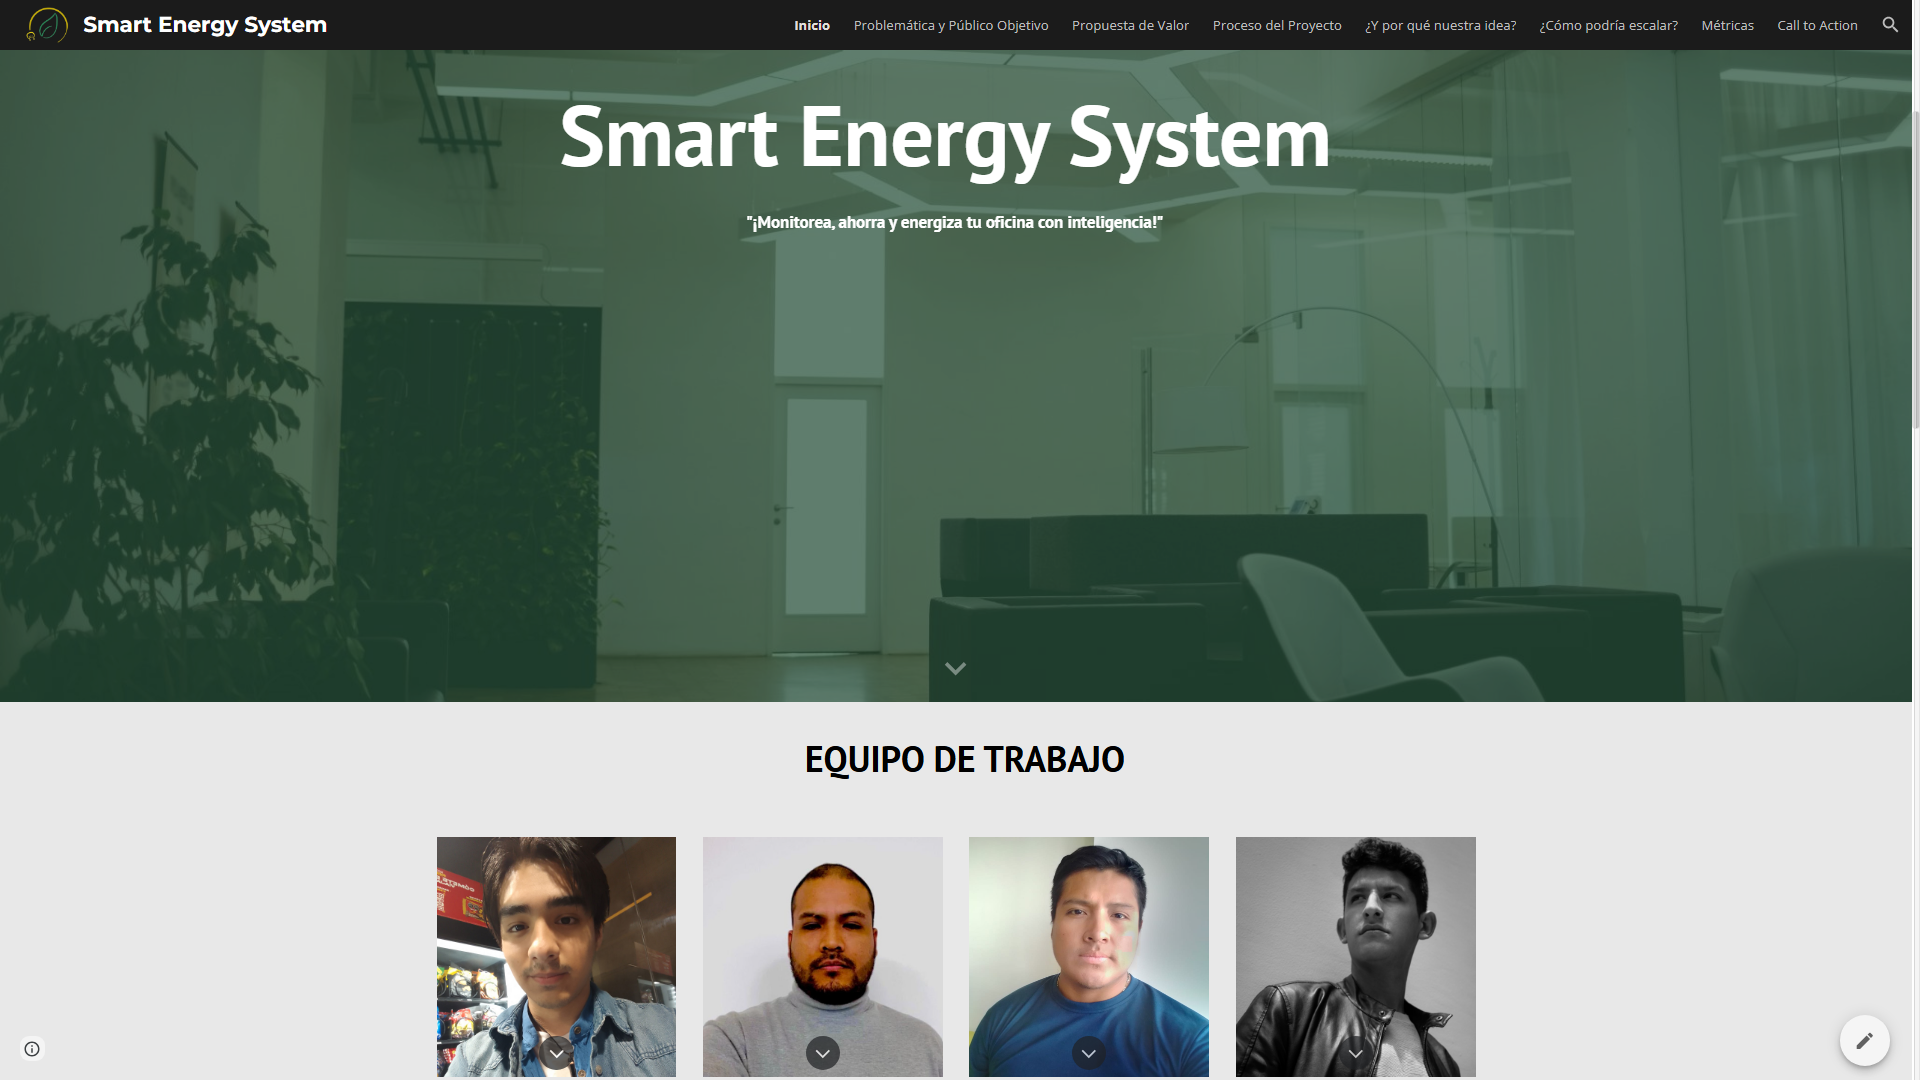 Smart Energy System
Inicio
Problemática y Público Objetivo
Propuesta de Valor
Proceso del Proyecto
¿Y por qué nuestra idea?
¿Cómo podría escalar?
Métricas
Call to Action
Smart Energy System
"¡Monitorea, ahorra y energiza tu oficina con inteligencia!"
EQUIPO DE TRABAJO